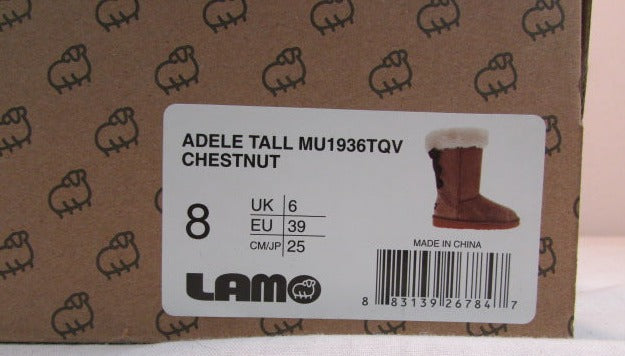 ADELE TALL MU1936TQV
CHESTNUT
8
UK 6
EU 39
CM/JP 25
MADE IN CHINA
LAMO
8 83139 26784 7